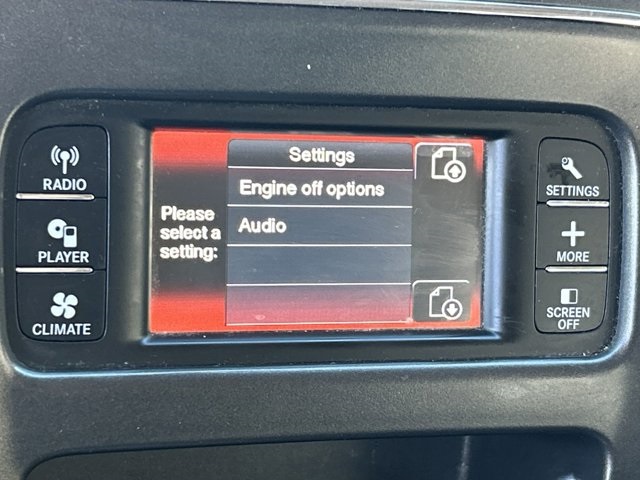 RADIO
PLAYER
CLIMATE
Please
select a
setting:
Settings
Engine off options
Audio
SETTINGS
MORE
SCREEN
OFF